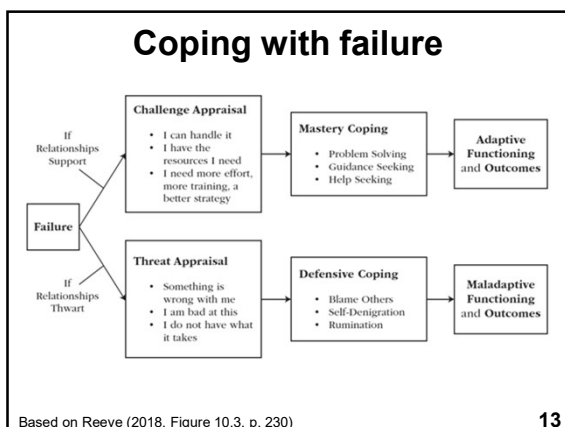 Coping with failure
If
Relationships
Support
Challenge Appraisal
• I can handle it
• I have the
resources I need
• I need more effort,
more training, a
better strategy
Mastery Coping
• Problem Solving
• Guidance Seeking
• Help Seeking
Adaptive
Functioning
and Outcomes
Failure
If
Relationships
Thwart
Threat Appraisal
• Something is
wrong with me
• I am bad at this
• I do not have what
it takes
Defensive Coping
• Blame Others
• Self-Denigration
• Rumination
Maladaptive
Functioning
and Outcomes
Based on Reeve (2018, Figure 10.3, p. 230)
13